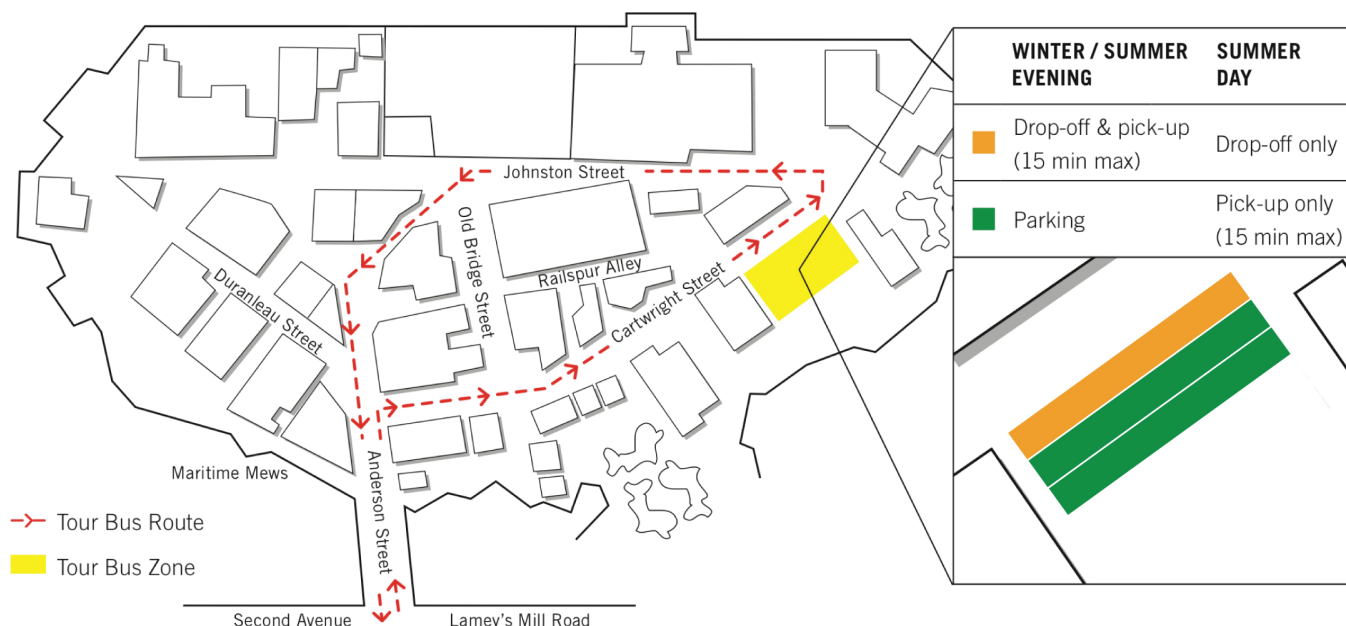 Johnston Street
Old Bridge Street
Railspur Alley
Duranleau Street
Cartwright Street
Maritime Mews
Anderson Street
Tour Bus Route
Tour Bus Zone
Second Avenue
Lamey's Mill Road
WINTER / SUMMER
EVENING
SUMMER
DAY
Drop-off & pick-up
(15 min max)
Drop-off only
Parking
Pick-up only
(15 min max)